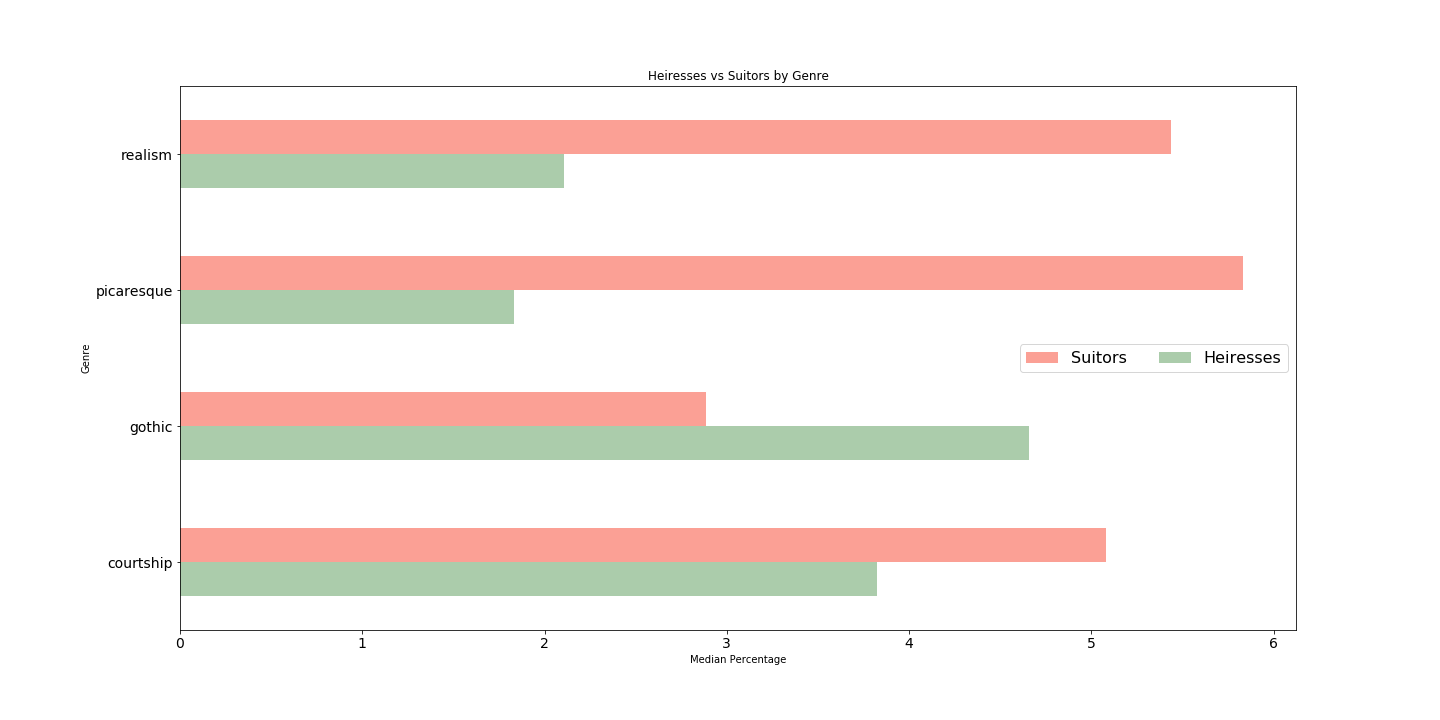 Heiresses vs Suitors by Genre
realism
picaresque
Genre
Suitors Heiresses
gothic
courtship
0 1 2 3 4 5 6
Median Percentage